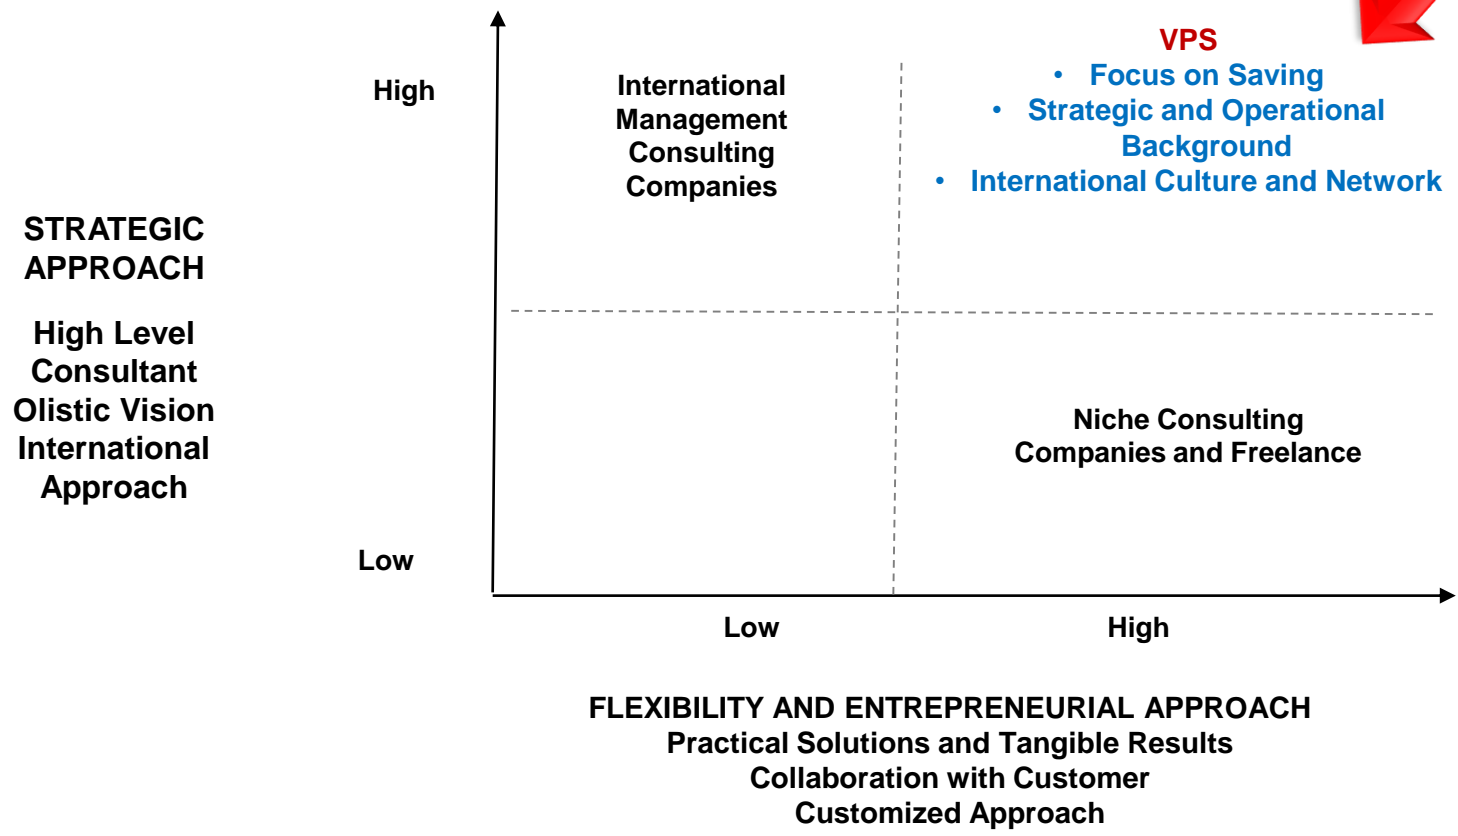 High
International
Management
Consulting
Companies
VPS
• Focus on Saving
• Strategic and Operational
Background
• International Culture and Network
STRATEGIC
APPROACH
High Level
Consultant
Olistic Vision
International
Approach
Niche Consulting
Companies and Freelance
Low
Low
High
FLEXIBILITY AND ENTREPRENEURIAL APPROACH
Practical Solutions and Tangible Results
Collaboration with Customer
Customized Approach